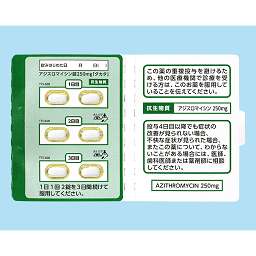 飲みはじめた日 月 日( )
アジスロマイシン錠250mg「タカタ」
1日目
2日目
3日目
1日1回2錠を3日間続けて
服用してください。
この薬の重複投与を避けるため、
他の医療機関で診療を受ける方は、
このお薬を服用していることを伝えてください。
抗生物質 アジスロマイシン 250mg
投与4日目以降でも症状の
改善が見られない場合、
不快な症状が見られた場合、
またこの薬について、わから
ないことがある場合には、医師、
歯科医師または薬剤師に相談
してください。
AZITHROMYCIN 250mg